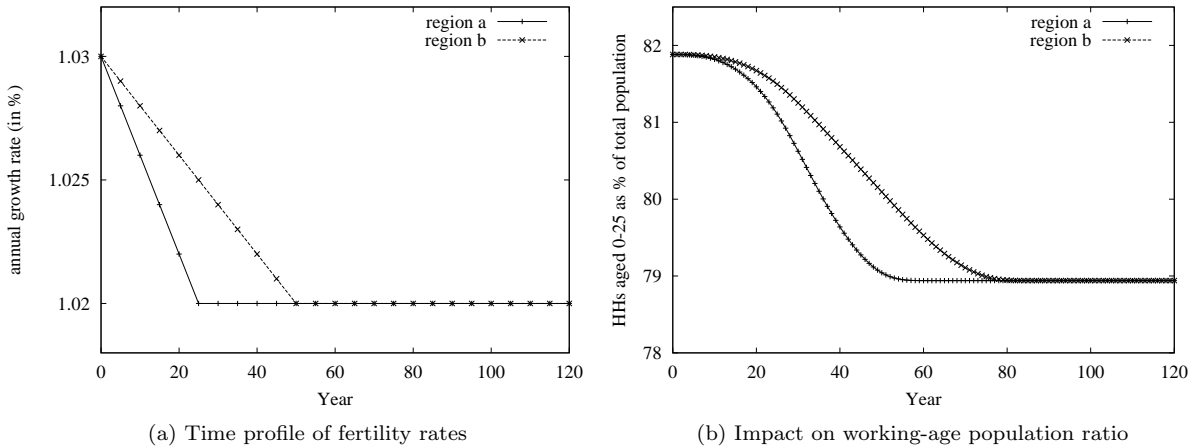 region a
region b
annual growth rate (in %)
1.03
1.025
1.02
0 20 40 60 80 100 120
Year
(a) Time profile of fertility rates
region a
region b
HHs aged 0-25 as % of total population
82
81
80
79
78
0 20 40 60 80 100 120
Year
(b) Impact on working-age population ratio